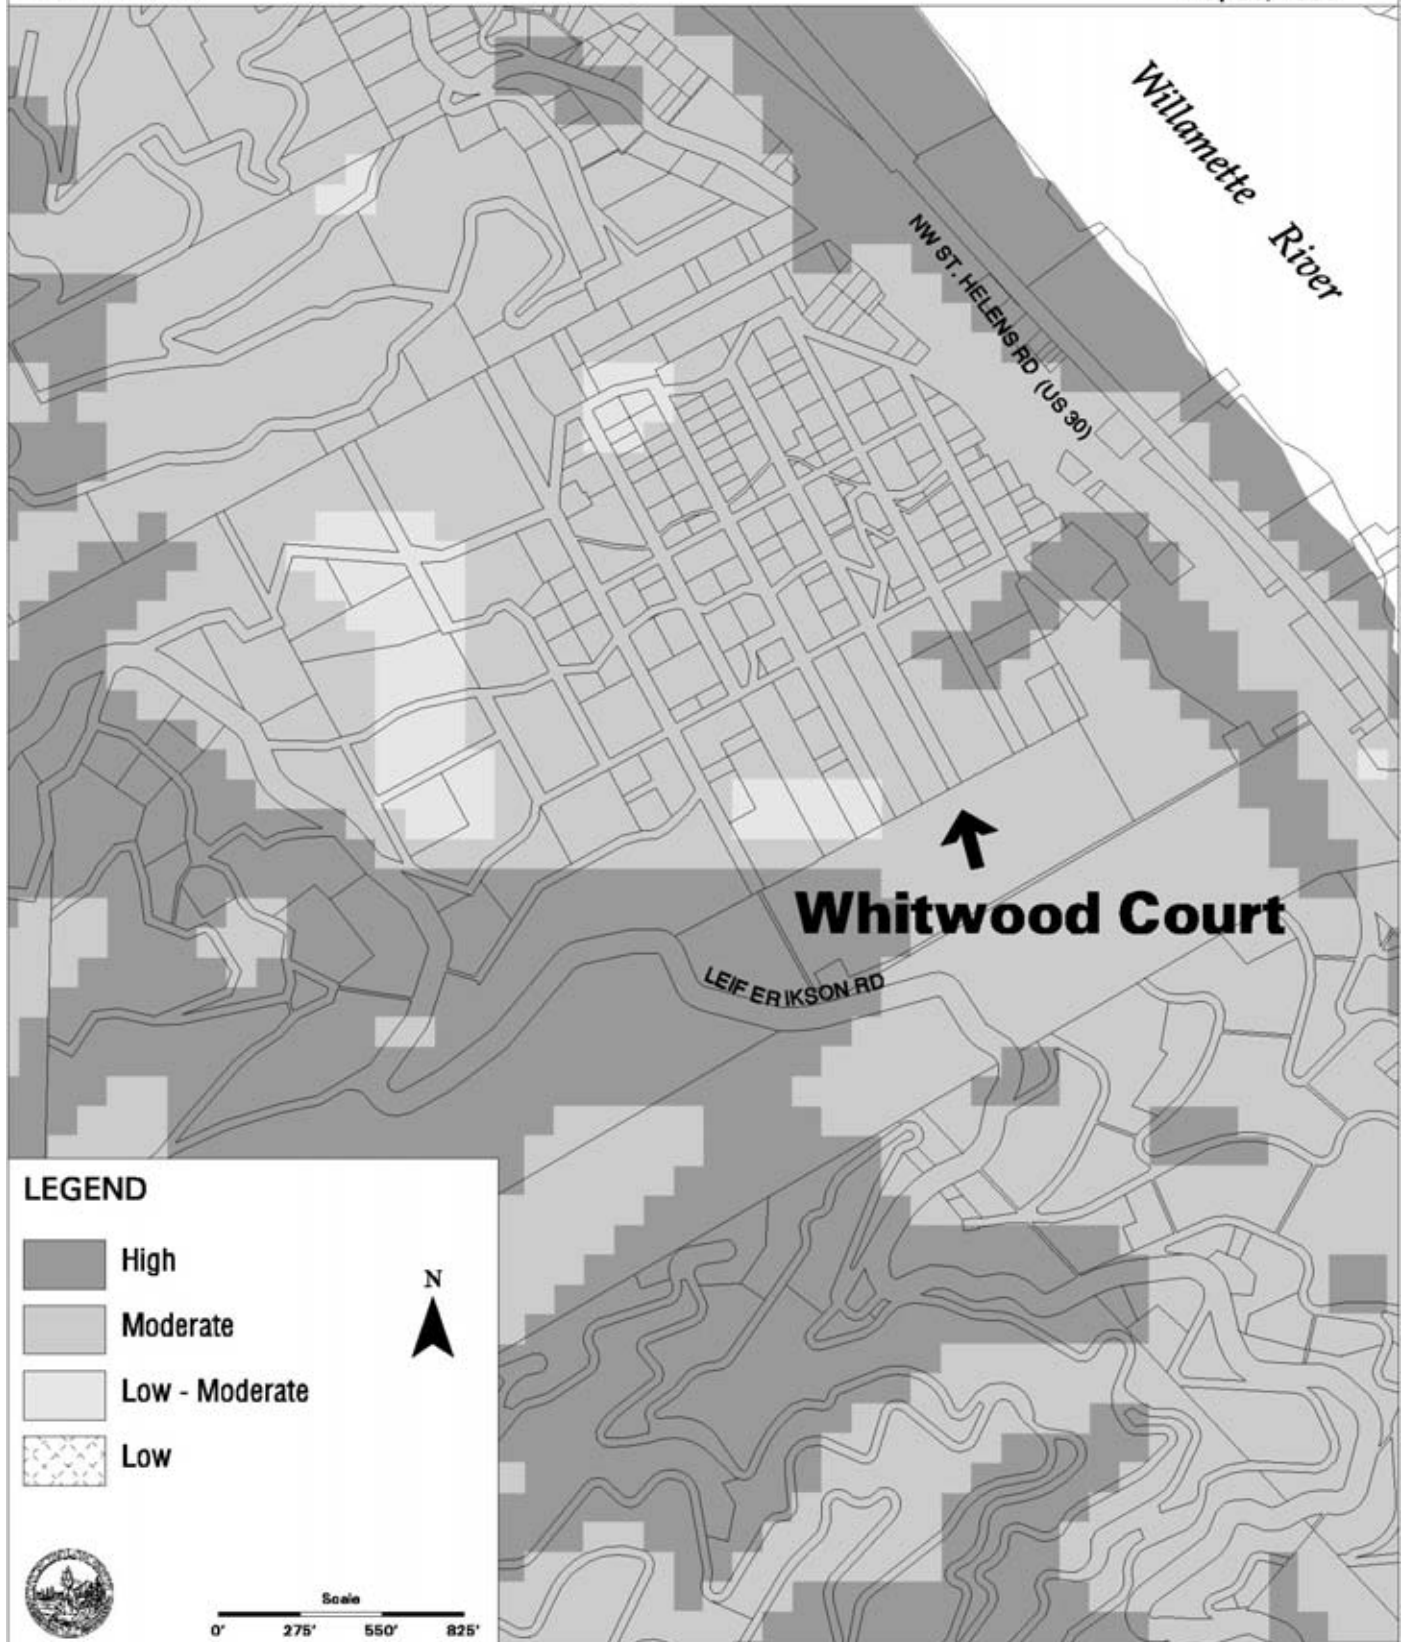 Willamette River
NW ST. HELENS RD (US 30)
Whitwood Court
LEIF ERIKSON RD
LEGEND
High
Moderate
Low - Moderate
Low
N
Scale
0' 275' 550' 825'